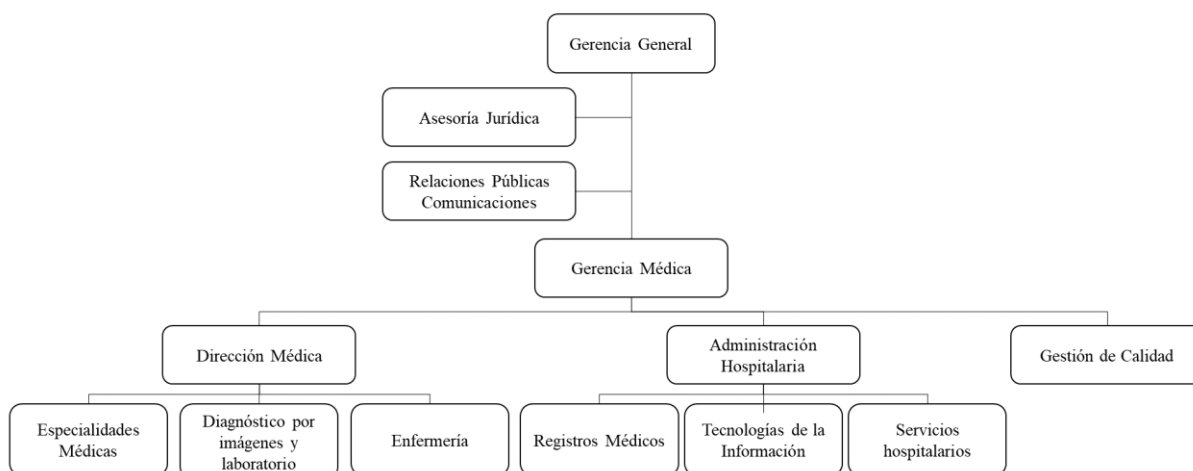 Gerencia General
Asesoría Jurídica
Relaciones Públicas
Comunicaciones
Gerencia Médica
Dirección Médica
Administración
Hospitalaria
Gestión de Calidad
Especialidades
Médicas
Diagnóstico por
imágenes y
laboratorio
Enfermería
Registros Médicos
Tecnologías de la
Información
Servicios
hospitalarios